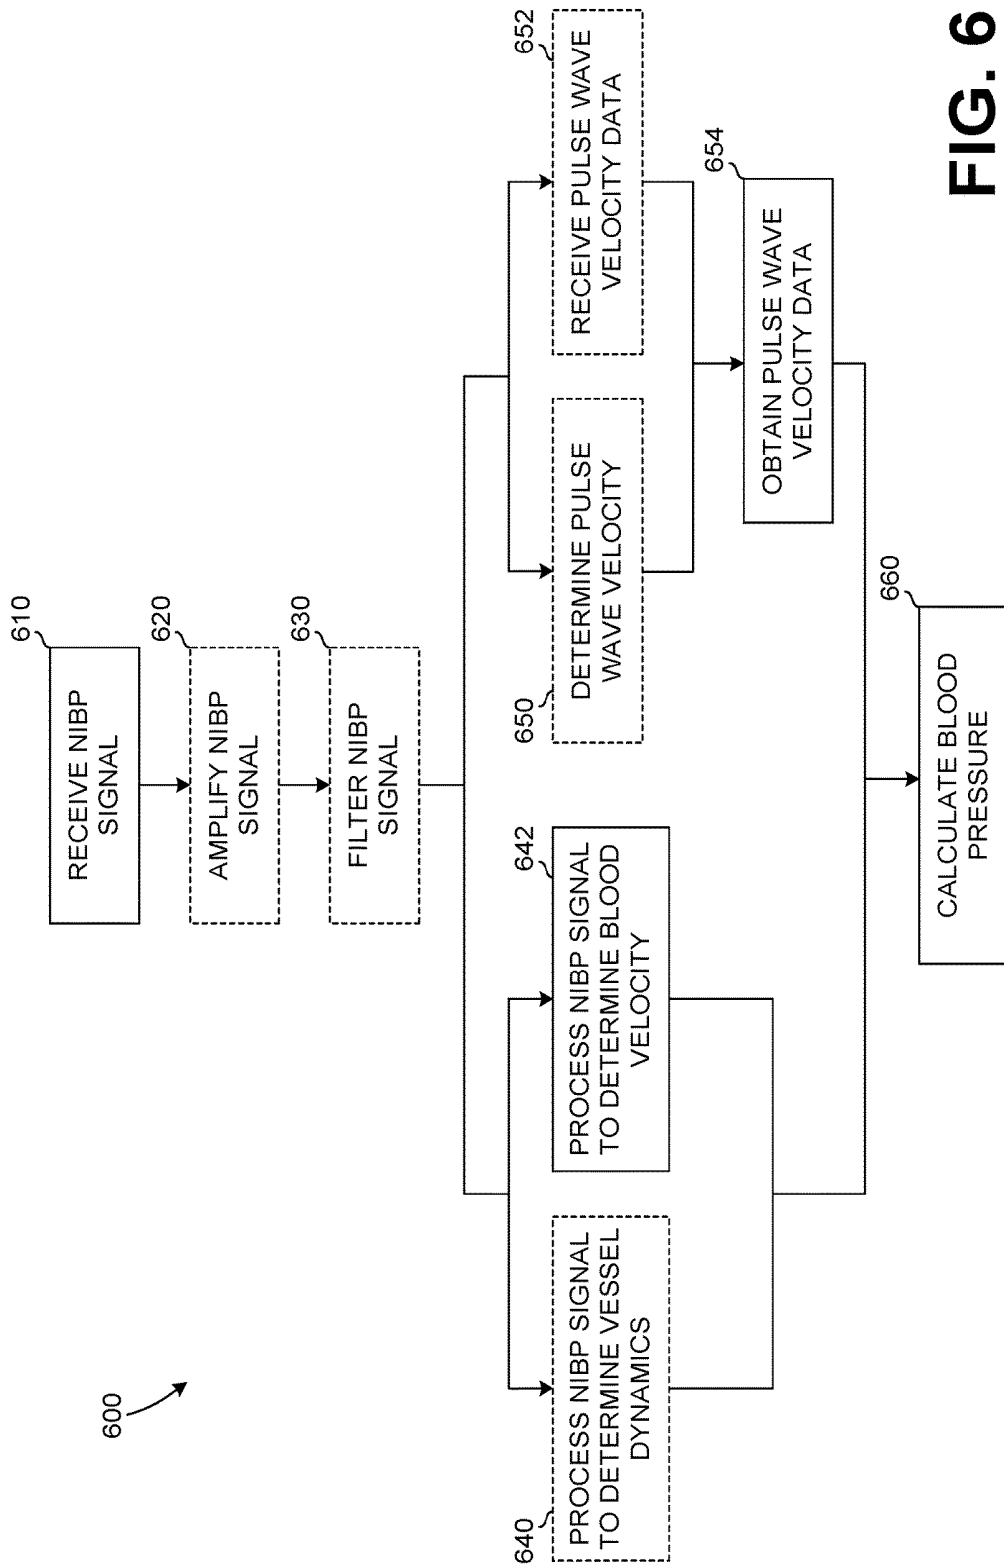 600
610
RECEIVE NIBP
SIGNAL
620
AMPLIFY NIBP
SIGNAL
630
FILTER NIBP
SIGNAL
640
PROCESS NIBP SIGNAL
TO DETERMINE VESSEL
DYNAMICS
642
PROCESS NIBP SIGNAL
TO DETERMINE BLOOD
VELOCITY
650
DETERMINE PULSE
WAVE VELOCITY
652
RECEIVE PULSE WAVE
VELOCITY DATA
654
OBTAIN PULSE WAVE
VELOCITY DATA
660
CALCULATE BLOOD
PRESSURE
FIG. 6